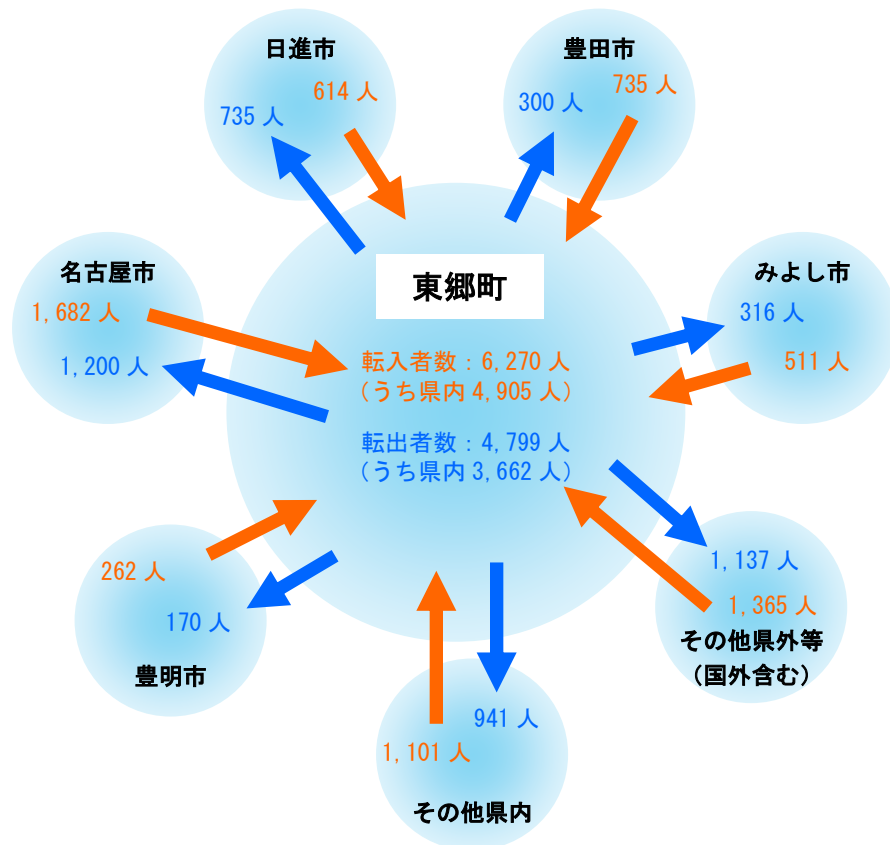 日進市
614 人
735 人
豊田市
735 人
300 人
名古屋市
1,682 人
1,200 人
東郷町
転入者数：6,270 人
（うち県内 4,905 人）
転出者数：4,799 人
（うち県内 3,662 人）
みよし市
316 人
511 人
262 人
170 人
豊明市
1,137 人
1,365 人
その他県外等
（国外含む）
941 人
1,101 人
その他県内